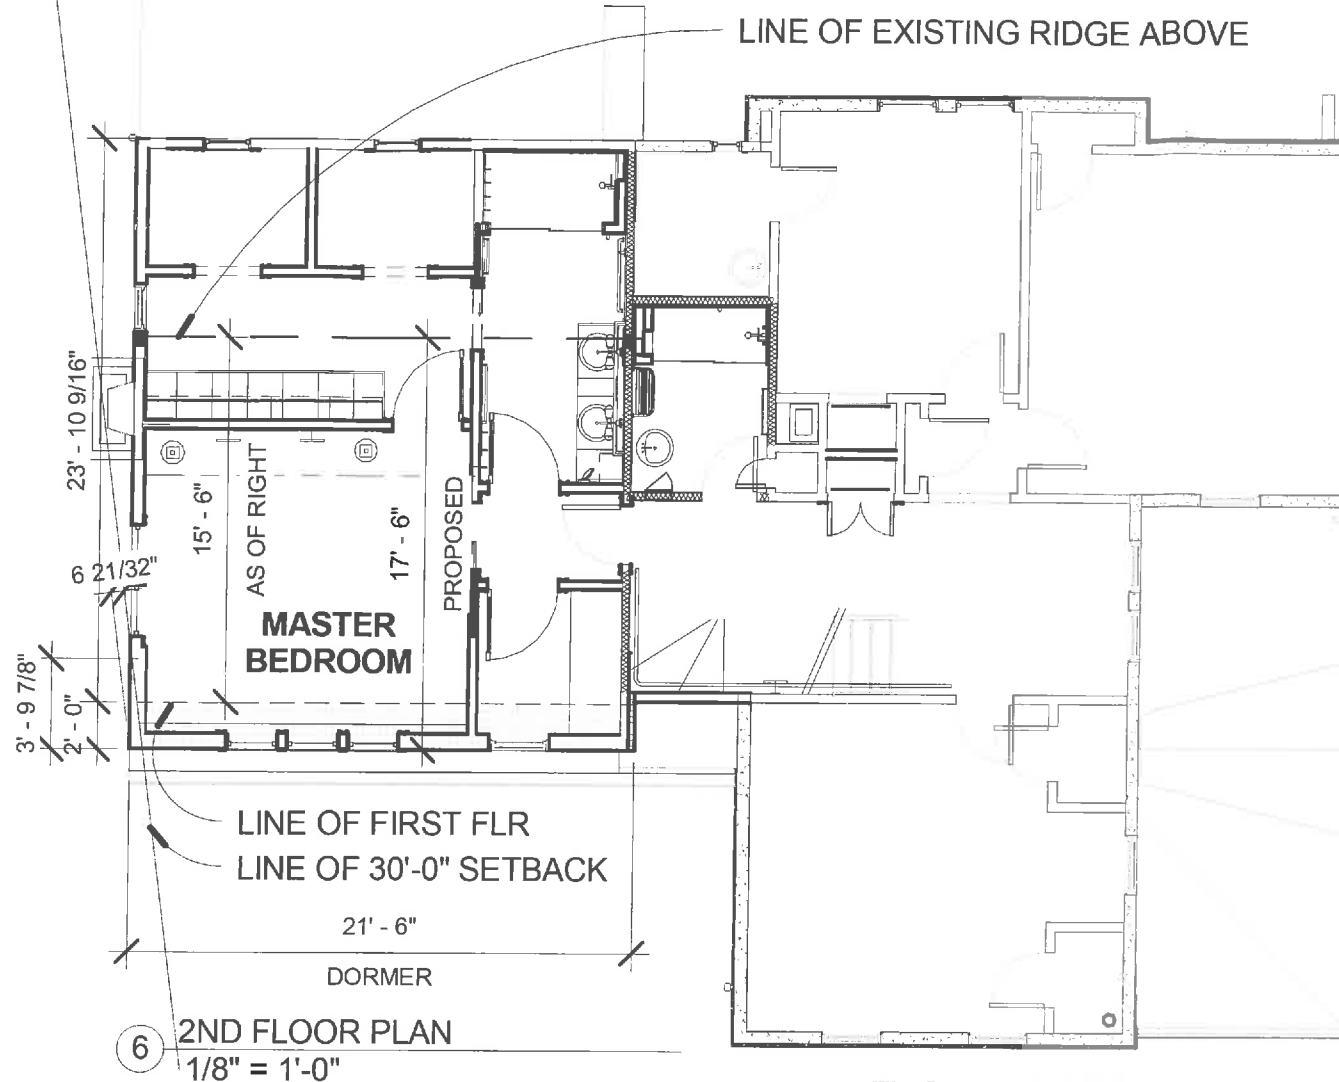 LINE OF EXISTING RIDGE ABOVE
23' - 10 9/16"
15' - 6"
AS OF RIGHT
17' - 6"
PROPOSED
6 21/32"
MASTER
BEDROOM
3' - 9 7/8"
2' - 0"
LINE OF FIRST FLR
LINE OF 30'-0" SETBACK
21' - 6"
DORMER
6
2ND FLOOR PLAN
1/8" = 1'-0"